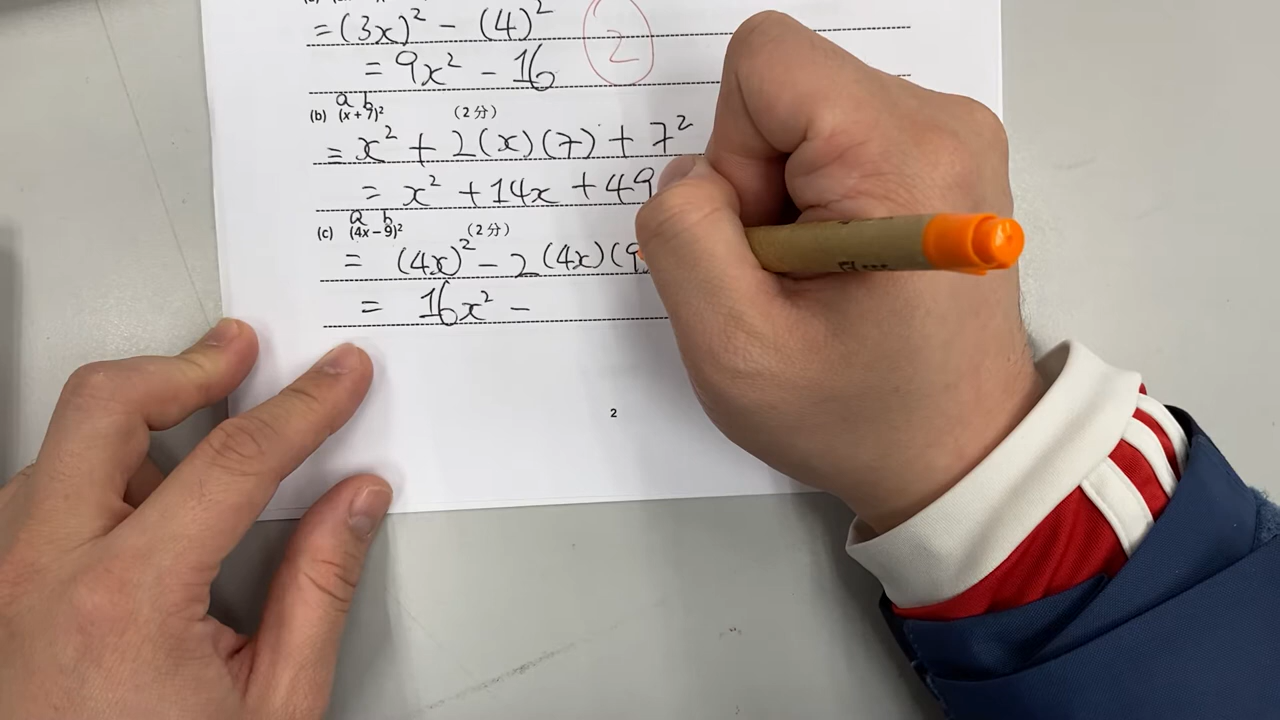 = (3x)² - (4)²
2
= 9x² - 16
a b
(b) (x + 7)² (2分)
= x² + 2(x)(7) + 7²
= x² + 14x + 49
a b
(c) (4x – 9)² (2分)
= (4x)² - 2(4x)(9
= 16x² -
2